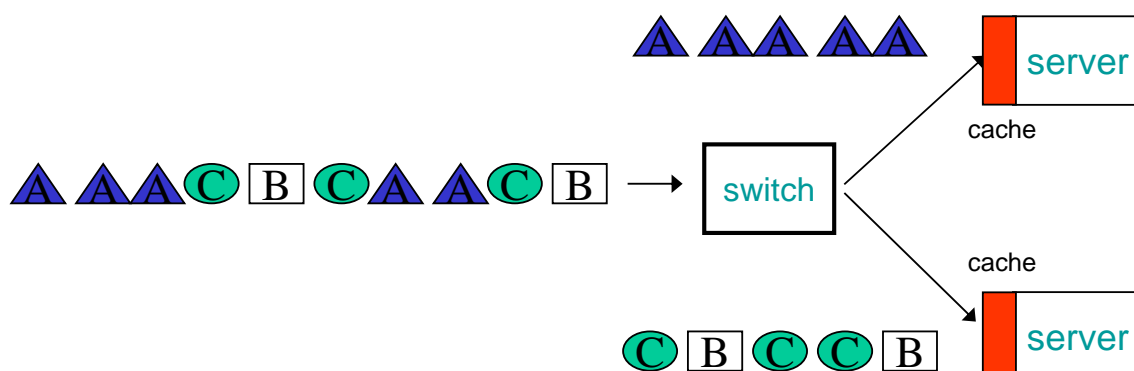 A A A A A
server
cache
A A A C B C A A C B
switch
cache
C B C C B
server